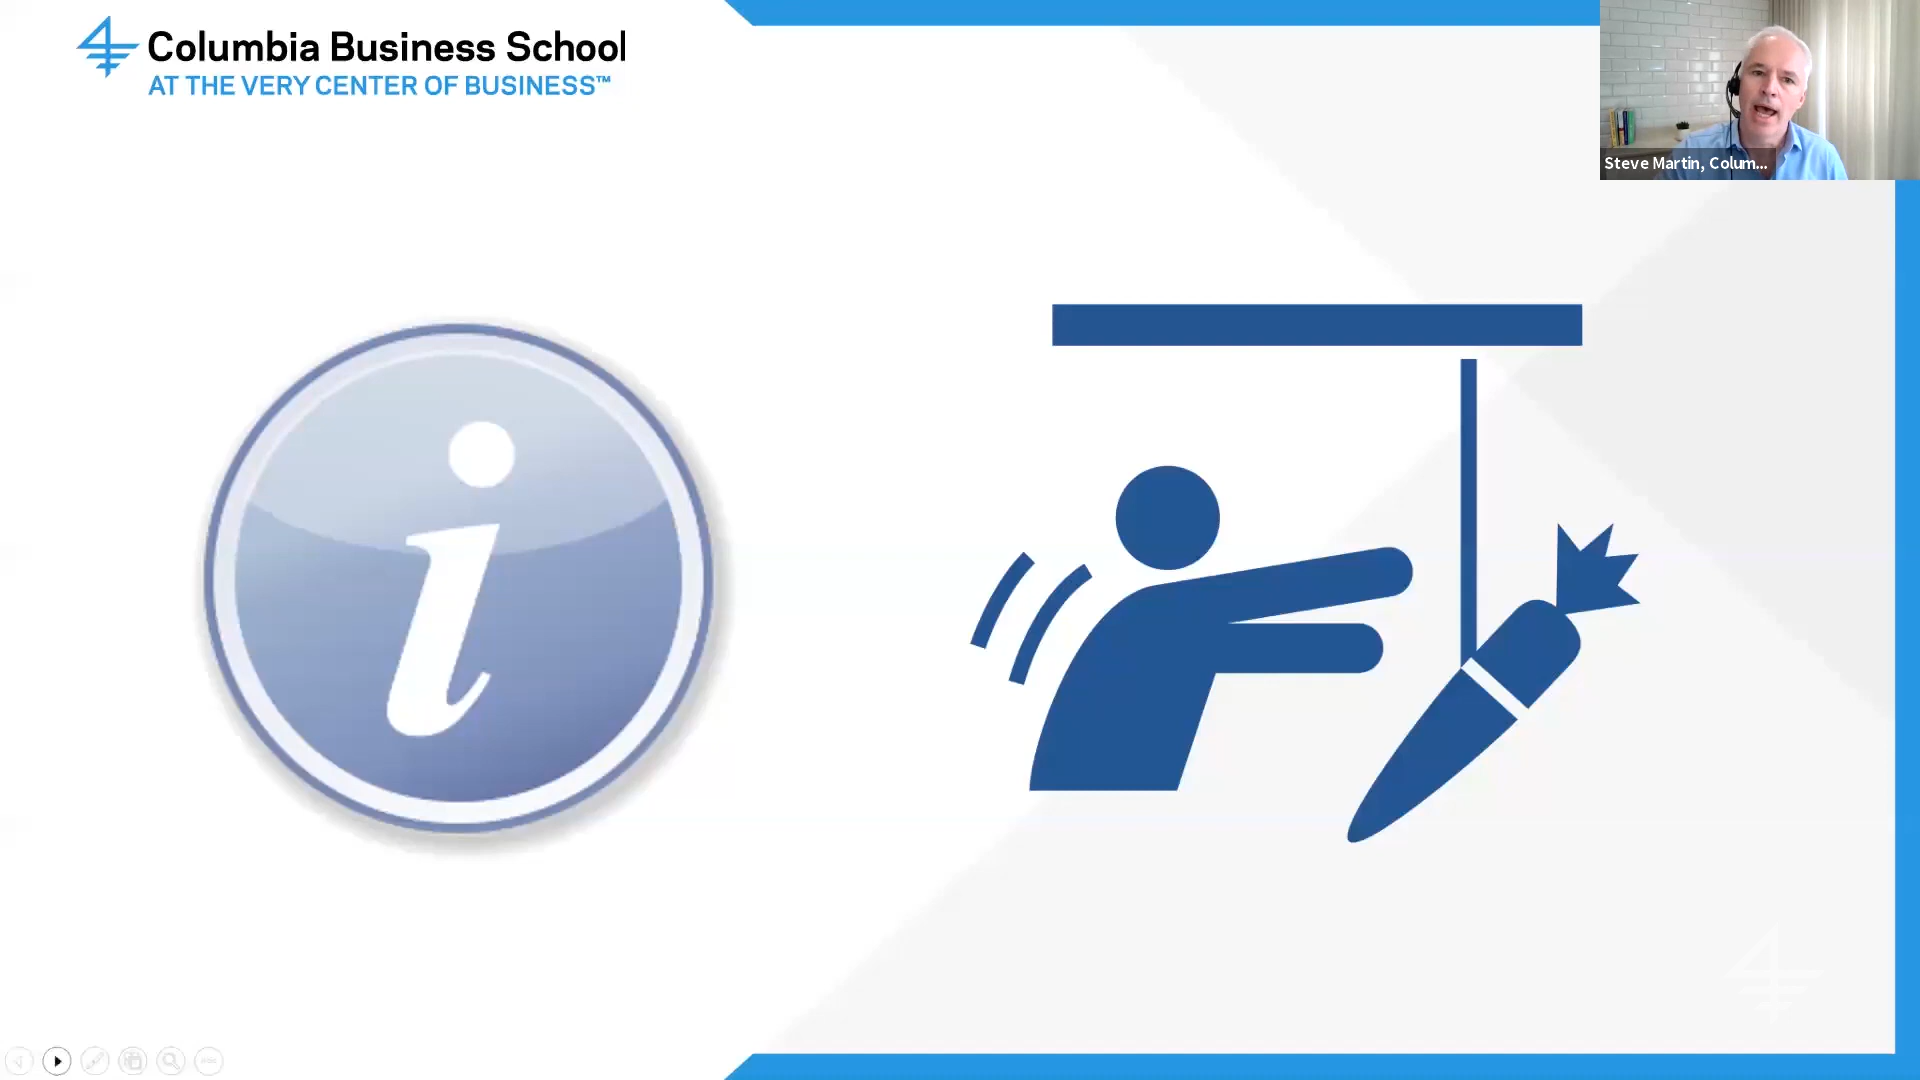 Columbia Business School
AT THE VERY CENTER OF BUSINESS™
Steve Martin, Colum...
i